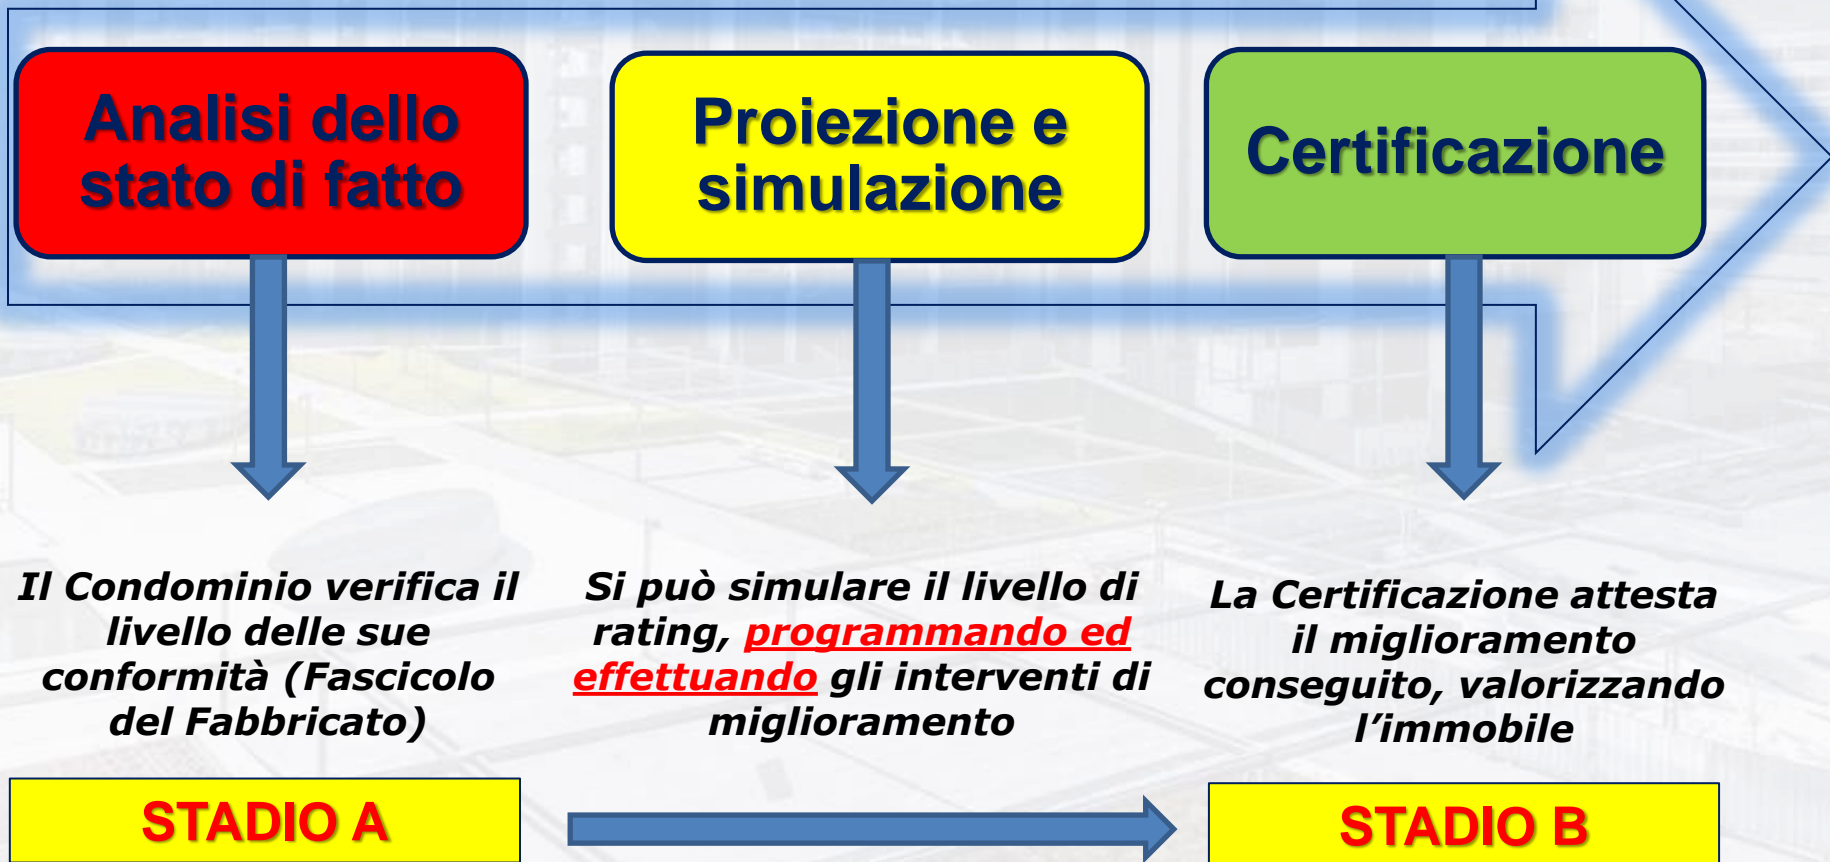 Analisi dello
stato di fatto
Proiezione e
simulazione
Certificazione
Il Condominio verifica il
livello delle sue
conformità (Fascicolo
del Fabbricato)
Si può simulare il livello di
rating, programmando ed
effettuando gli interventi di
miglioramento
La Certificazione attesta
il miglioramento
conseguito, valorizzando
l’immobile
STADIO A
STADIO B